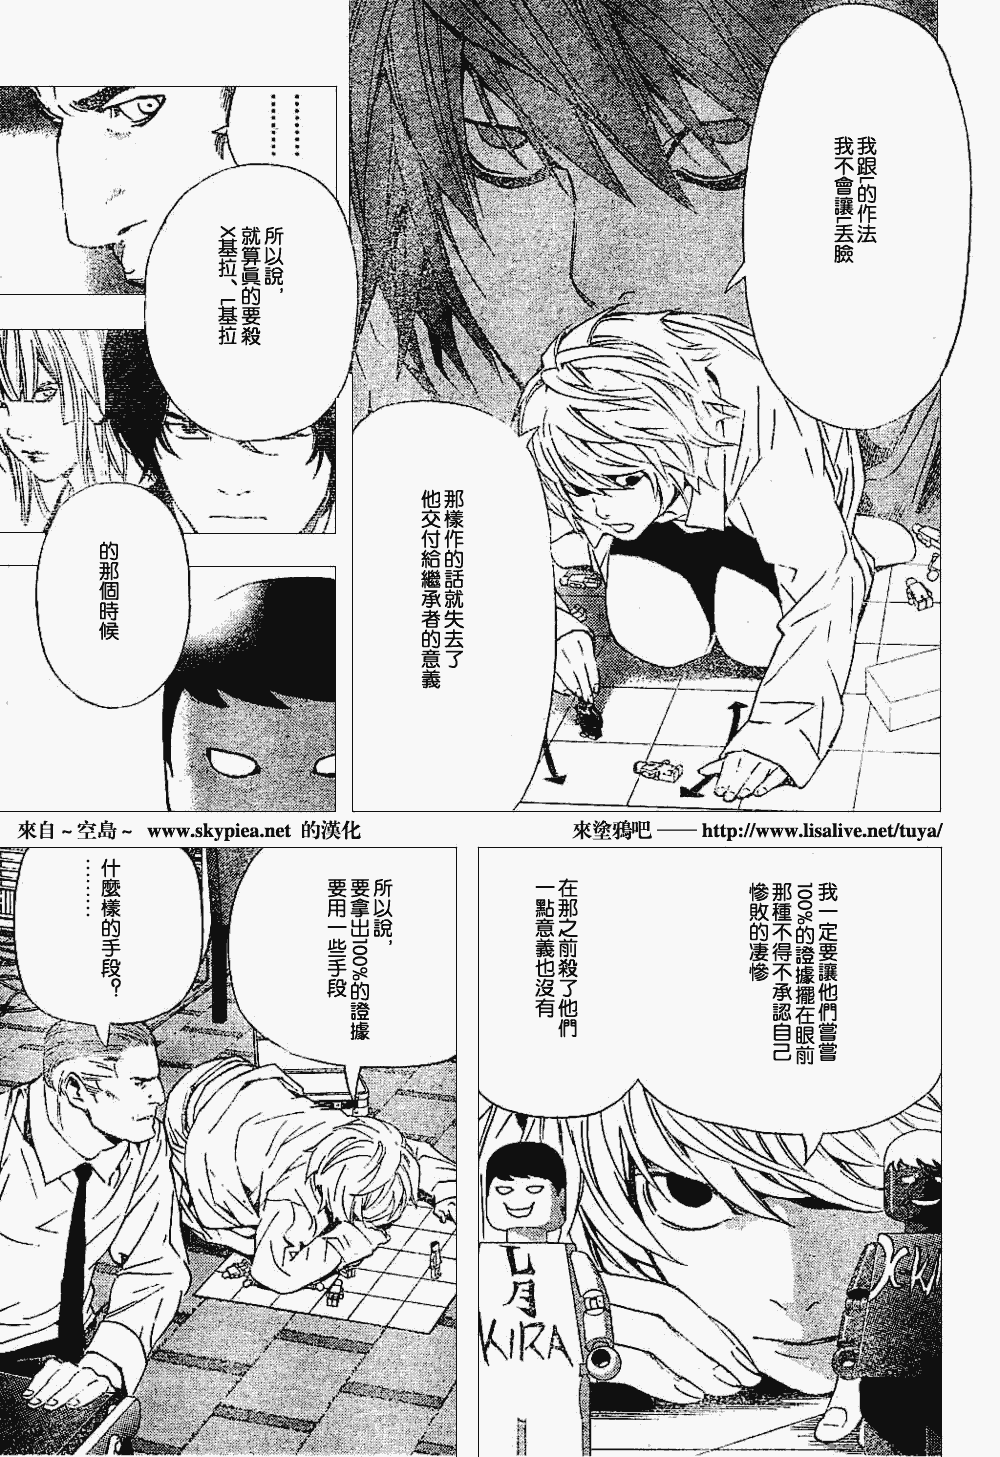 我跟L的作法
我不會讓L丟臉
那樣作的話就失去了
他交付給繼承者的意義
………
………
所以說，
就算真的要殺
X基拉、L基拉
的那個時候
來自～空島～ www.skypiea.net 的漢化
來塗鴉吧 —— http://www.lisalive.net/tuya/
我一定要讓他們嘗嘗
100%的證據擺在眼前
那種不得不承認自己
慘敗的凄慘
在那之前殺了他們
一點意義也沒有
L
月
KIRA
X KI
所以說，
要拿出100%的證據
要用一些手段
什麼樣的手段？
………